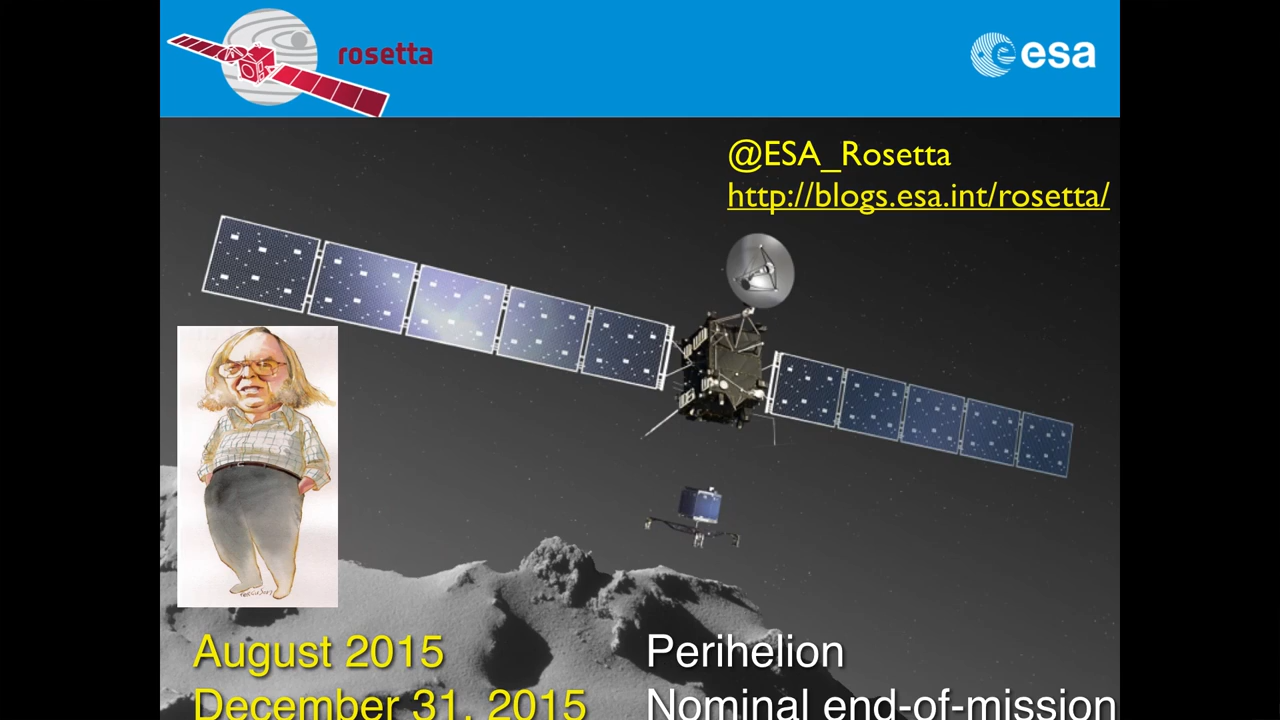 rosetta
esa
@ESA_Rosetta
http://blogs.esa.int/rosetta/
August 2015 Perihelion
December 31, 2015 Nominal end-of-mission